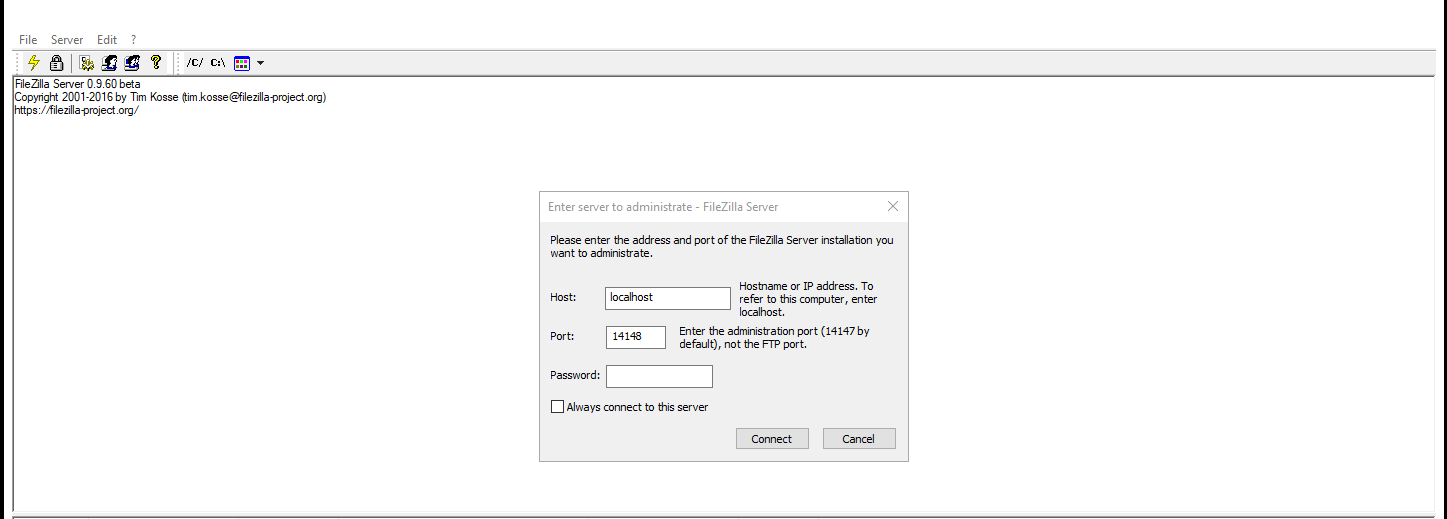 File Server Edit ?
/C/ C:\
FileZilla Server 0.9.60 beta
Copyright 2001-2016 by Tim Kosse (tim.kosse@filezilla-project.org)
https://filezilla-project.org/
Enter server to administrate - FileZilla Server
Please enter the address and port of the FileZilla Server installation you
want to administrate.
Host:
localhost
Hostname or IP address. To
refer to this computer, enter
localhost.
Port:
14148
Enter the administration port (14147 by
default), not the FTP port.
Password:
Always connect to this server
Connect Cancel